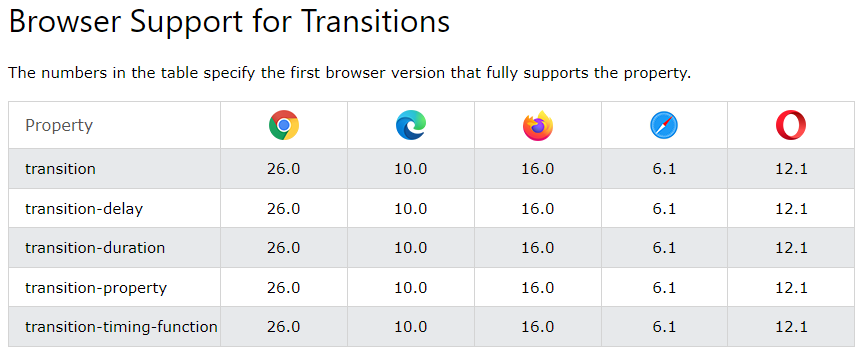 Browser Support for Transitions
The numbers in the table specify the first browser version that fully supports the property.
Property
transition 26.0 10.0 16.0 6.1 12.1
transition-delay 26.0 10.0 16.0 6.1 12.1
transition-duration 26.0 10.0 16.0 6.1 12.1
transition-property 26.0 10.0 16.0 6.1 12.1
transition-timing-function 26.0 10.0 16.0 6.1 12.1